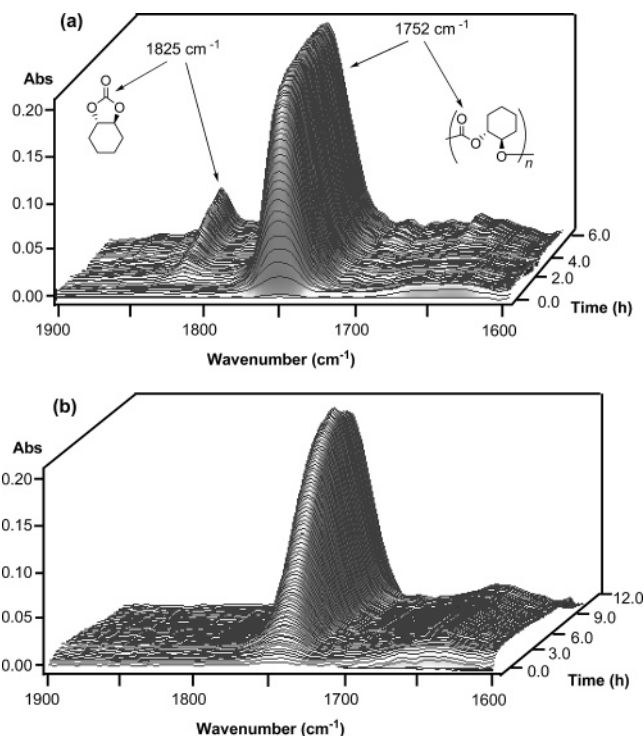 (a)
1825 cm⁻¹
1752 cm⁻¹
Abs
O
O
O
O
O
O
n
0.20
0.15
0.10
0.05
0.00
6.0
4.0
2.0
0.0
Time (h)
1900
1800
1700
1600
Wavenumber (cm⁻¹)
(b)
Abs
0.20
0.15
0.10
0.05
0.00
12.0
9.0
6.0
3.0
0.0
Time (h)
1900
1800
1700
1600
Wavenumber (cm⁻¹)